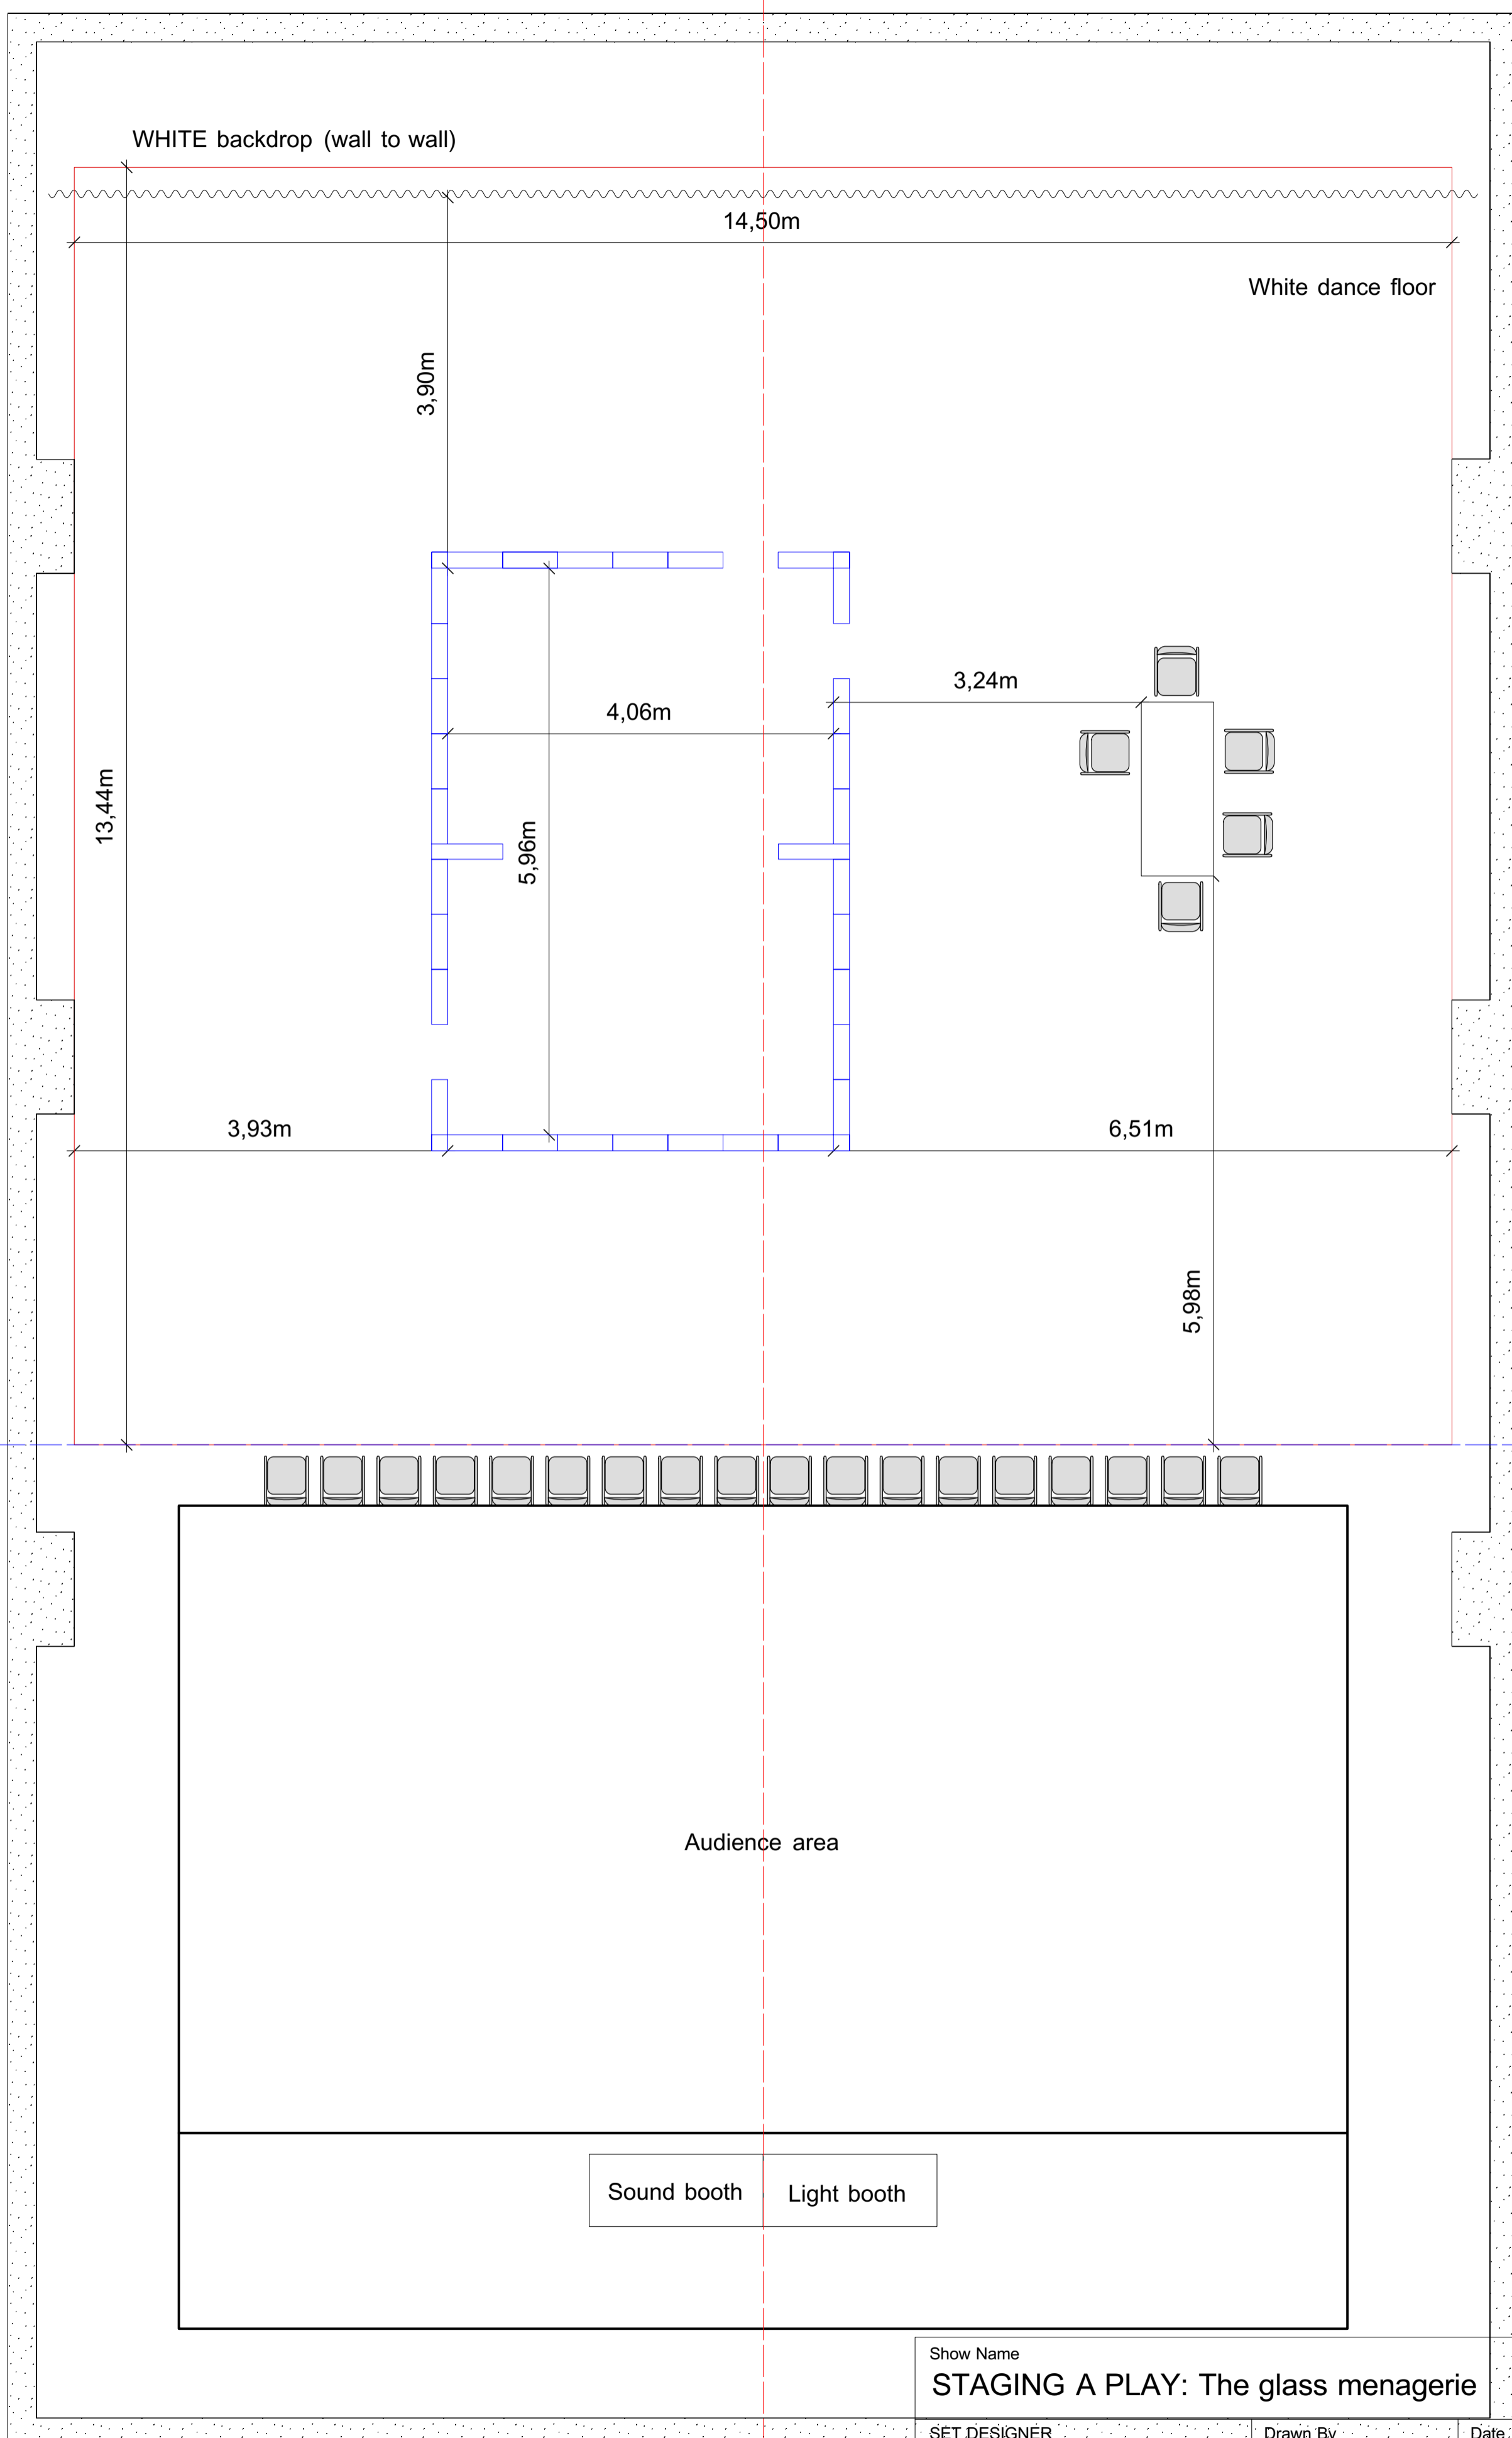 WHITE backdrop (wall to wall)
14,50m
White dance floor
3,90m
3,24m
4,06m
13,44m
5,96m
3,93m
6,51m
5,98m
Audience area
Sound booth
Light booth
Show Name
STAGING A PLAY: The glass menagerie
SET DESIGNER
Drawn By
Date